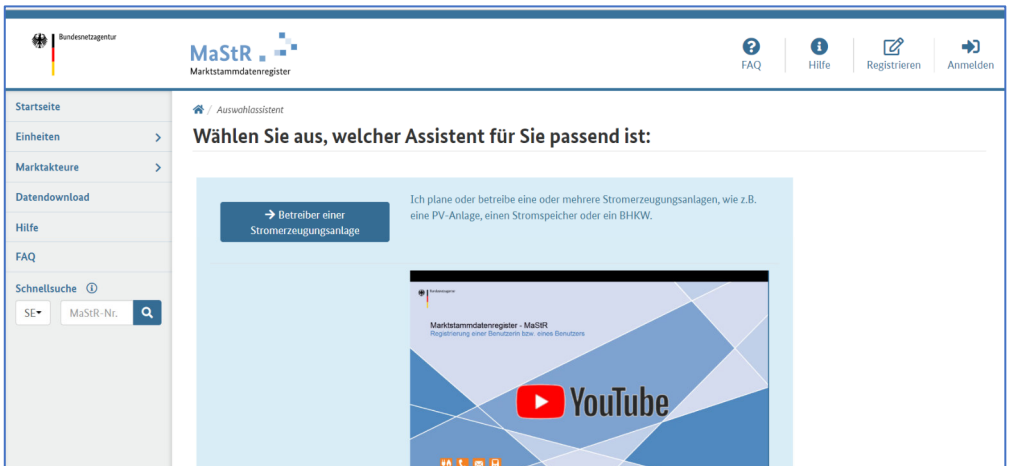 Bundesnetzagentur
MaStR
Marktstammdatenregister
FAQ
Hilfe
Registrieren
Anmelden
Startseite
Einheiten
Marktakteure
Datendownload
Hilfe
FAQ
Schnellsuche
SE
MaStR-Nr.
/ Auswahlassistent
Wählen Sie aus, welcher Assistent für Sie passend ist:
→ Betreiber einer
Stromerzeugungsanlage
Ich plane oder betreibe eine oder mehrere Stromerzeugungsanlagen, wie z.B.
eine PV-Anlage, einen Stromspeicher oder ein BHKW.
Bundesnetzagentur
Marktstammdatenregister - MaStR
Registrierung einer Benutzerin bzw. eines Benutzers
YouTube